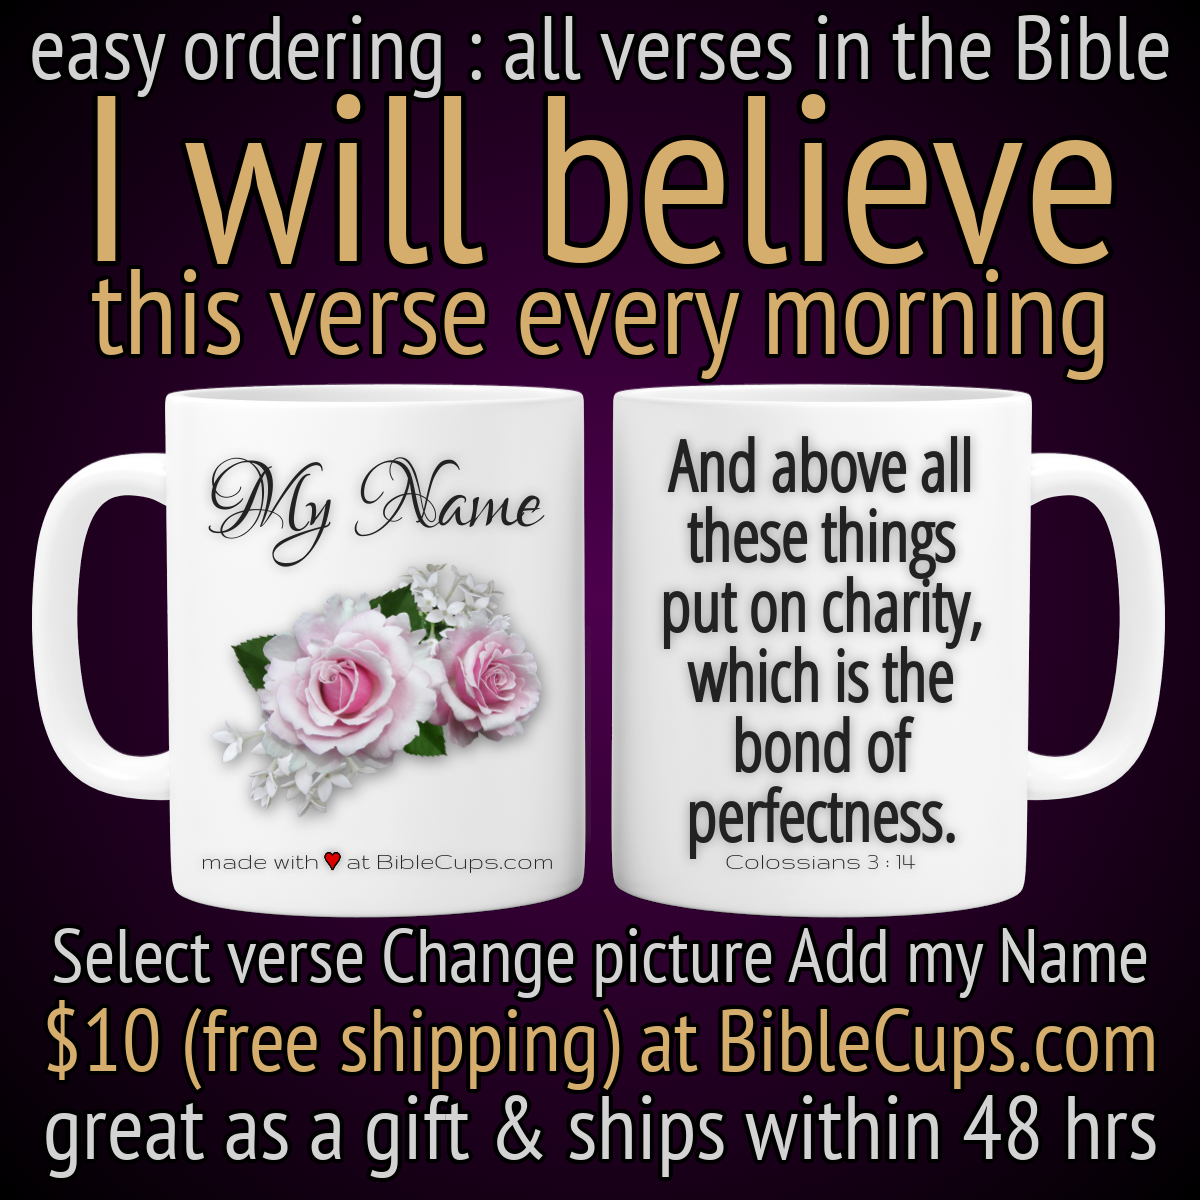 easy ordering : all verses in the Bible
I will believe
this verse every morning
My Name
made with ♥ at BibleCups.com
And above all
these things
put on charity,
which is the
bond of
perfectness.
Colossians 3 : 14
Select verse Change picture Add my Name
$10 (free shipping) at BibleCups.com
great as a gift & ships within 48 hrs